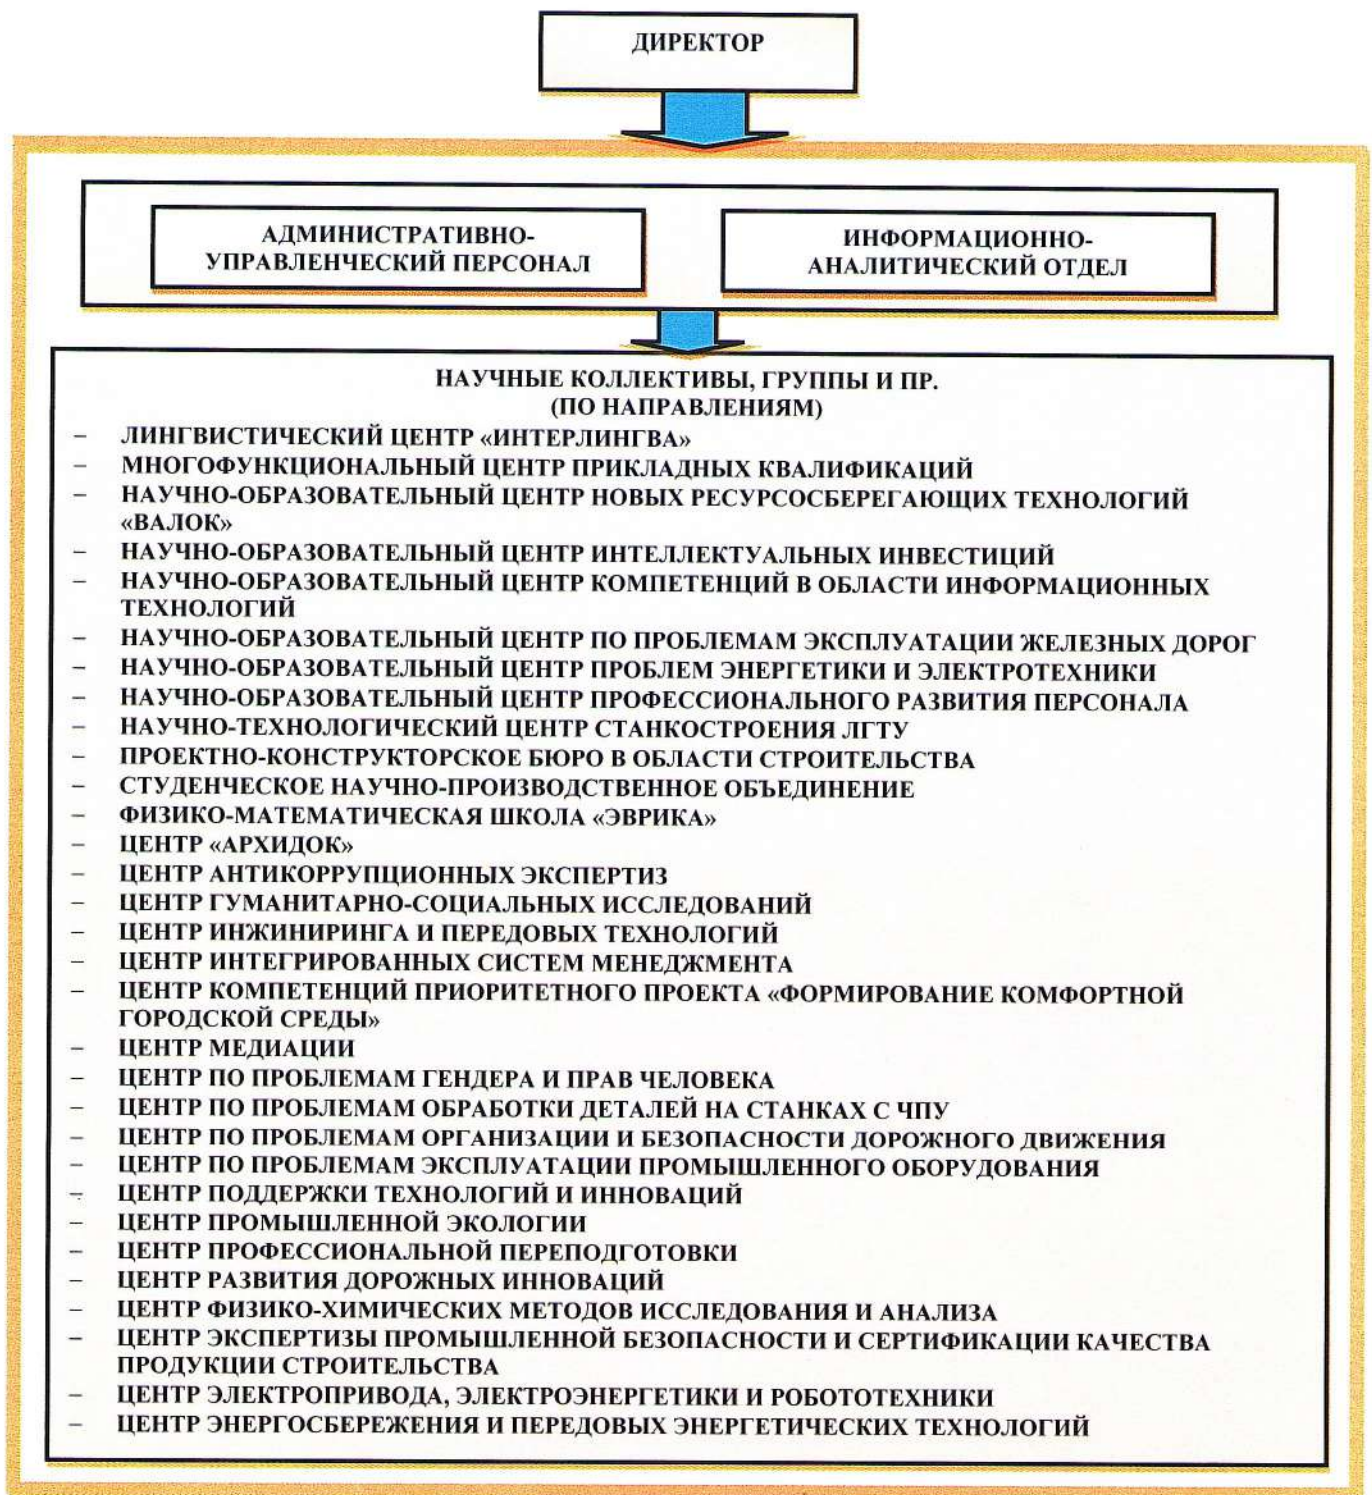 ДИРЕКТОР
АДМИНИСТРАТИВНО-
УПРАВЛЕНЧЕСКИЙ ПЕРСОНАЛ
ИНФОРМАЦИОННО-
АНАЛИТИЧЕСКИЙ ОТДЕЛ
НАУЧНЫЕ КОЛЛЕКТИВЫ, ГРУППЫ И ПР.
(ПО НАПРАВЛЕНИЯМ)
– ЛИНГВИСТИЧЕСКИЙ ЦЕНТР «ИНТЕРЛИНГВА»
– МНОГОФУНКЦИОНАЛЬНЫЙ ЦЕНТР ПРИКЛАДНЫХ КВАЛИФИКАЦИЙ
– НАУЧНО-ОБРАЗОВАТЕЛЬНЫЙ ЦЕНТР НОВЫХ РЕСУРСОСБЕРЕГАЮЩИХ ТЕХНОЛОГИЙ
«ВАЛОК»
– НАУЧНО-ОБРАЗОВАТЕЛЬНЫЙ ЦЕНТР ИНТЕЛЛЕКТУАЛЬНЫХ ИНВЕСТИЦИЙ
– НАУЧНО-ОБРАЗОВАТЕЛЬНЫЙ ЦЕНТР КОМПЕТЕНЦИЙ В ОБЛАСТИ ИНФОРМАЦИОННЫХ
ТЕХНОЛОГИЙ
– НАУЧНО-ОБРАЗОВАТЕЛЬНЫЙ ЦЕНТР ПО ПРОБЛЕМАМ ЭКСПЛУАТАЦИИ ЖЕЛЕЗНЫХ ДОРОГ
– НАУЧНО-ОБРАЗОВАТЕЛЬНЫЙ ЦЕНТР ПРОБЛЕМ ЭНЕРГЕТИКИ И ЭЛЕКТРОТЕХНИКИ
– НАУЧНО-ОБРАЗОВАТЕЛЬНЫЙ ЦЕНТР ПРОФЕССИОНАЛЬНОГО РАЗВИТИЯ ПЕРСОНАЛА
– НАУЧНО-ТЕХНОЛОГИЧЕСКИЙ ЦЕНТР СТАНКОСТРОЕНИЯ ЛГТУ
– ПРОЕКТНО-КОНСТРУКТОРСКОЕ БЮРО В ОБЛАСТИ СТРОИТЕЛЬСТВА
– СТУДЕНЧЕСКОЕ НАУЧНО-ПРОИЗВОДСТВЕННОЕ ОБЪЕДИНЕНИЕ
– ФИЗИКО-МАТЕМАТИЧЕСКАЯ ШКОЛА «ЭВРИКА»
– ЦЕНТР «АРХИДОК»
– ЦЕНТР АНТИКОРРУПЦИОННЫХ ЭКСПЕРТИЗ
– ЦЕНТР ГУМАНИТАРНО-СОЦИАЛЬНЫХ ИССЛЕДОВАНИЙ
– ЦЕНТР ИНЖИНИРИНГА И ПЕРЕДОВЫХ ТЕХНОЛОГИЙ
– ЦЕНТР ИНТЕГРИРОВАННЫХ СИСТЕМ МЕНЕДЖМЕНТА
– ЦЕНТР КОМПЕТЕНЦИЙ ПРИОРИТЕТНОГО ПРОЕКТА «ФОРМИРОВАНИЕ КОМФОРТНОЙ
ГОРОДСКОЙ СРЕДЫ»
– ЦЕНТР МЕДИАЦИИ
– ЦЕНТР ПО ПРОБЛЕМАМ ГЕНДЕРА И ПРАВ ЧЕЛОВЕКА
– ЦЕНТР ПО ПРОБЛЕМАМ ОБРАБОТКИ ДЕТАЛЕЙ НА СТАНКАХ С ЧПУ
– ЦЕНТР ПО ПРОБЛЕМАМ ОРГАНИЗАЦИИ И БЕЗОПАСНОСТИ ДОРОЖНОГО ДВИЖЕНИЯ
– ЦЕНТР ПО ПРОБЛЕМАМ ЭКСПЛУАТАЦИИ ПРОМЫШЛЕННОГО ОБОРУДОВАНИЯ
– ЦЕНТР ПОДДЕРЖКИ ТЕХНОЛОГИЙ И ИННОВАЦИЙ
– ЦЕНТР ПРОМЫШЛЕННОЙ ЭКОЛОГИИ
– ЦЕНТР ПРОФЕССИОНАЛЬНОЙ ПЕРЕПОДГОТОВКИ
– ЦЕНТР РАЗВИТИЯ ДОРОЖНЫХ ИННОВАЦИЙ
– ЦЕНТР ФИЗИКО-ХИМИЧЕСКИХ МЕТОДОВ ИССЛЕДОВАНИЯ И АНАЛИЗА
– ЦЕНТР ЭКСПЕРТИЗЫ ПРОМЫШЛЕННОЙ БЕЗОПАСНОСТИ И СЕРТИФИКАЦИИ КАЧЕСТВА
ПРОДУКЦИИ СТРОИТЕЛЬСТВА
– ЦЕНТР ЭЛЕКТРОПРИВОДА, ЭЛЕКТРОЭНЕРГЕТИКИ И РОБОТОТЕХНИКИ
– ЦЕНТР ЭНЕРГОСБЕРЕЖЕНИЯ И ПЕРЕДОВЫХ ЭНЕРГЕТИЧЕСКИХ ТЕХНОЛОГИЙ